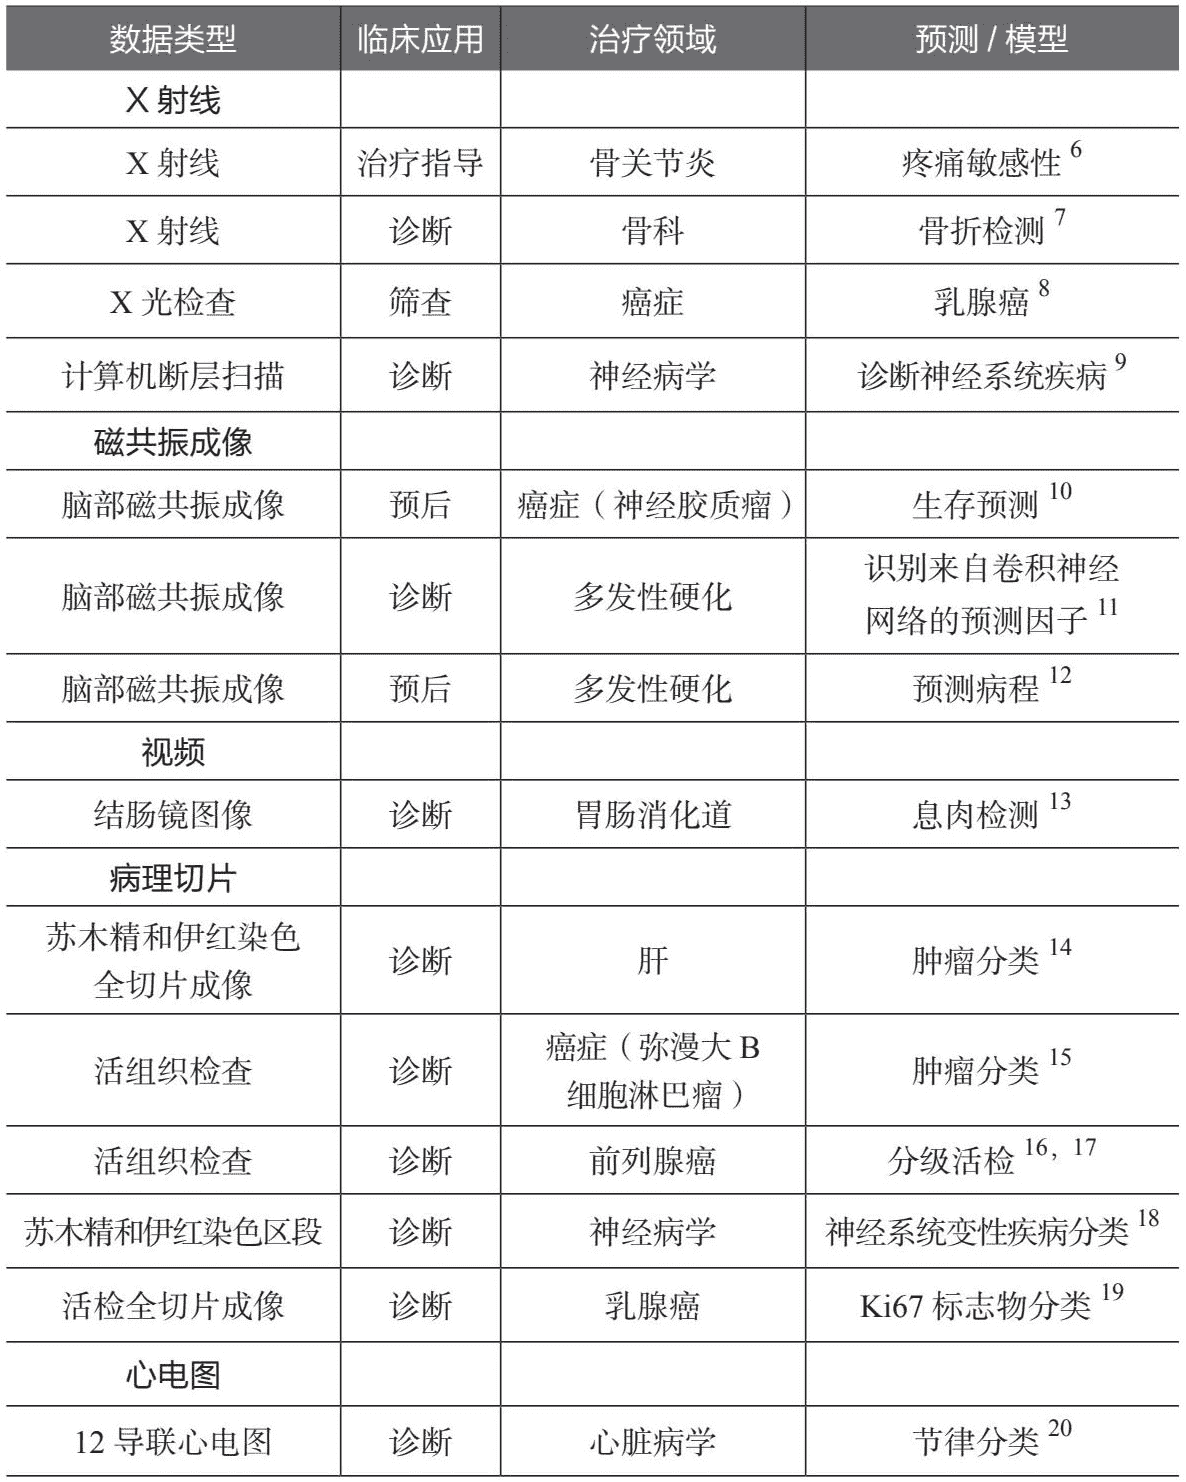 数据类型 临床应用 治疗领域 预测 / 模型
X 射线
X 射线 治疗指导 骨关节炎 疼痛敏感性 6
X 射线 诊断 骨科 骨折检测 7
X 光检查 筛查 癌症 乳腺癌 8
计算机断层扫描 诊断 神经病学 诊断神经系统疾病 9
磁共振成像
脑部磁共振成像 预后 癌症（神经胶质瘤） 生存预测 10
脑部磁共振成像 诊断 多发性硬化 识别来自卷积神经
网络的预测因子 11
脑部磁共振成像 预后 多发性硬化 预测病程 12
视频
结肠镜图像 诊断 胃肠消化道 息肉检测 13
病理切片
苏木精和伊红染色
全切片成像 诊断 肝 肿瘤分类 14
活组织检查 诊断 癌症（弥漫大 B
细胞淋巴瘤） 肿瘤分类 15
活组织检查 诊断 前列腺癌 分级活检 16，17
苏木精和伊红染色区段 诊断 神经病学 神经系统变性疾病分类 18
活检全切片成像 诊断 乳腺癌 Ki67 标志物分类 19
心电图
12 导联心电图 诊断 心脏病学 节律分类 20